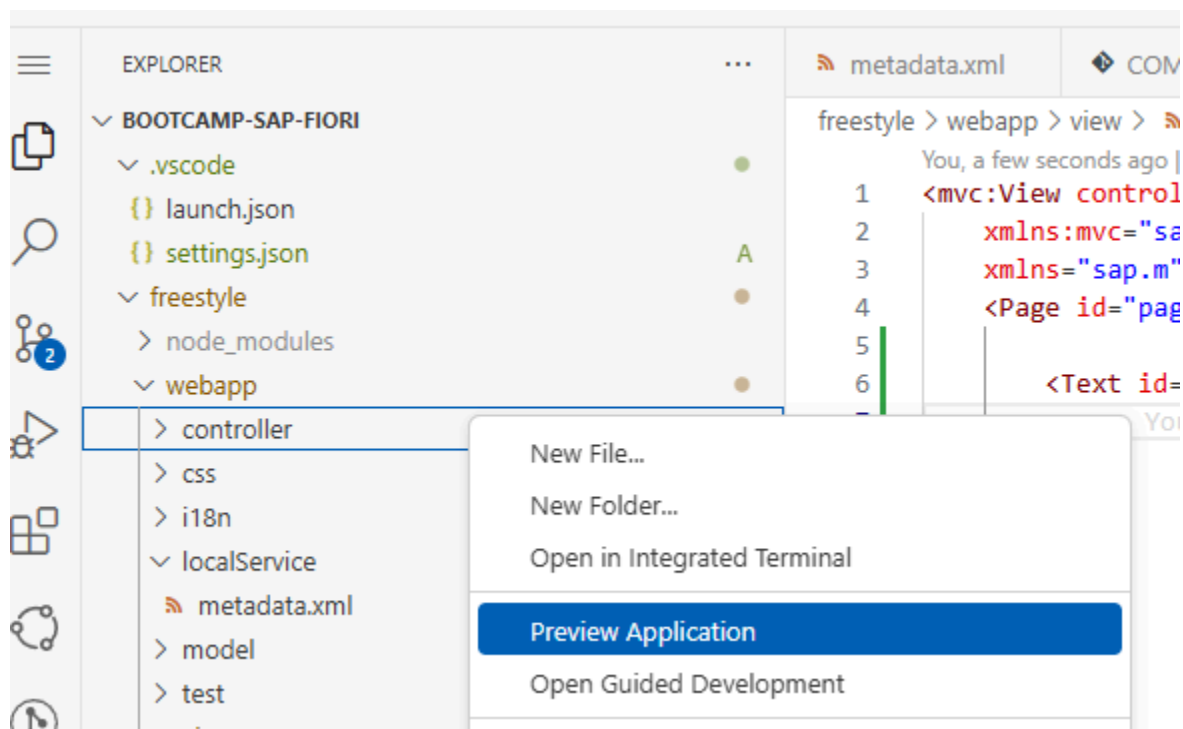 EXPLORER
...
BOOTCAMP-SAP-FIORI
.vscode
{} launch.json
{} settings.json A
freestyle
node_modules
webapp
controller
css
i18n
localService
metadata.xml
model
test
2
metadata.xml
freestyle > webapp > view >
You, a few seconds ago |
1 <mvc:View
2 xmlns:mvc="sa
3 xmlns="sap.m"
4 <Page id="pag
5
6 <Text id=
New File...
New Folder...
Open in Integrated Terminal
Preview Application
Open Guided Development